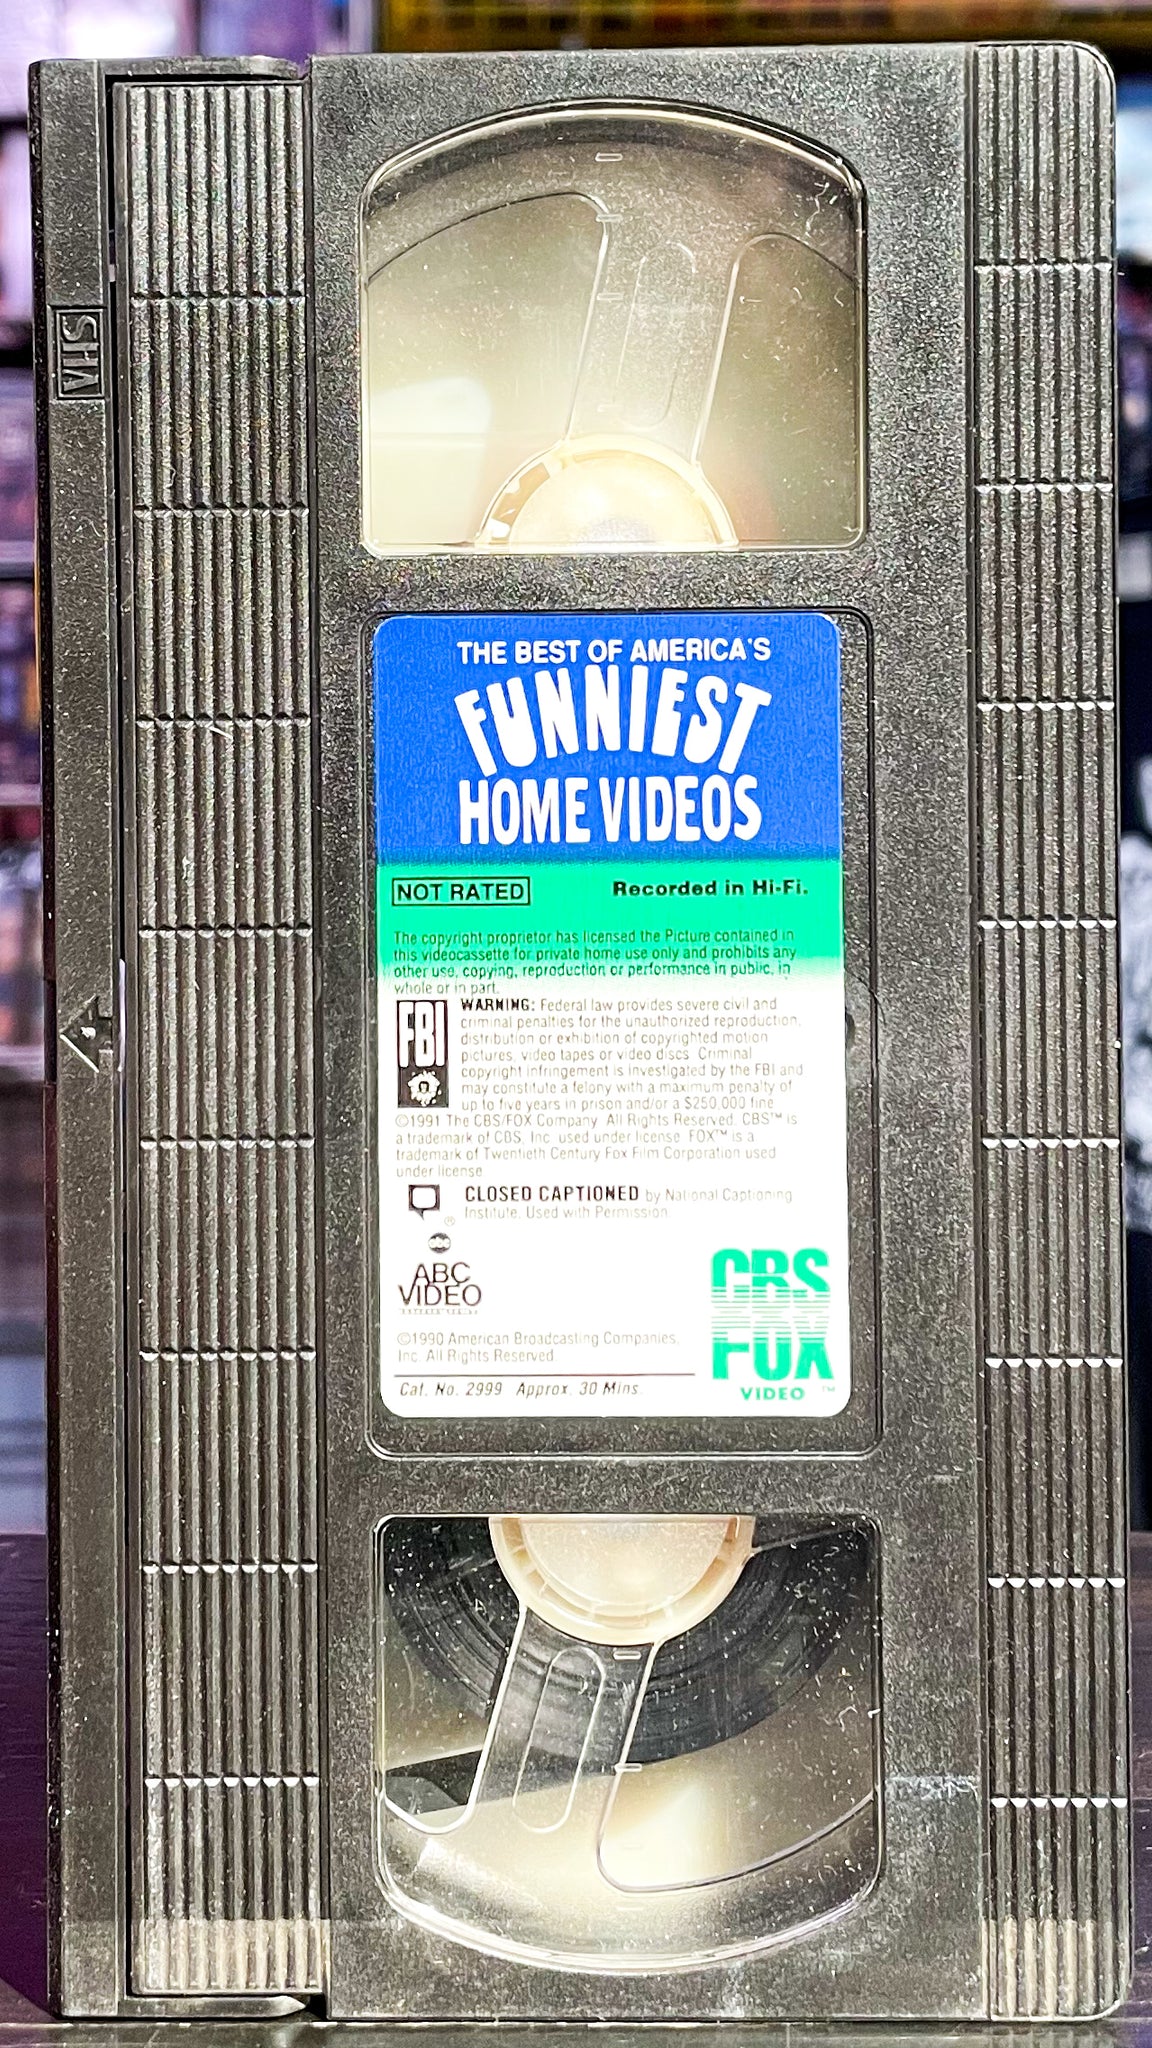 VHS
THE BEST OF AMERICA'S
FUNNIEST
HOME VIDEOS
NOT RATED
Recorded in Hi-Fi.
The copyright proprietor has licensed the Picture contained in
this videocassette for private home use only and prohibits any
other use, copying, reproduction or performance in public, in
whole or in part.
FBI
WARNING: Federal law provides severe civil and
criminal penalties for the unauthorized reproduction,
distribution or exhibition of copyrighted motion
pictures, video tapes or video discs. Criminal
copyright infringement is investigated by the FBI and
may constitute a felony with a maximum penalty of
up to five years in prison and/or a $250,000 fine.
©1991 The CBS/FOX Company. All Rights Reserved. CBS™ is
a trademark of CBS, Inc. used under license. FOX™ is a
trademark of Twentieth Century Fox Film Corporation used
under license.
CLOSED CAPTIONED by National Captioning
Institute. Used with Permission.
®
abc
ABC
VIDEO
©1990 American Broadcasting Companies,
Inc. All Rights Reserved.
Cat. No. 2999 Approx. 30 Mins.
CBS
FOX
VIDEO ™